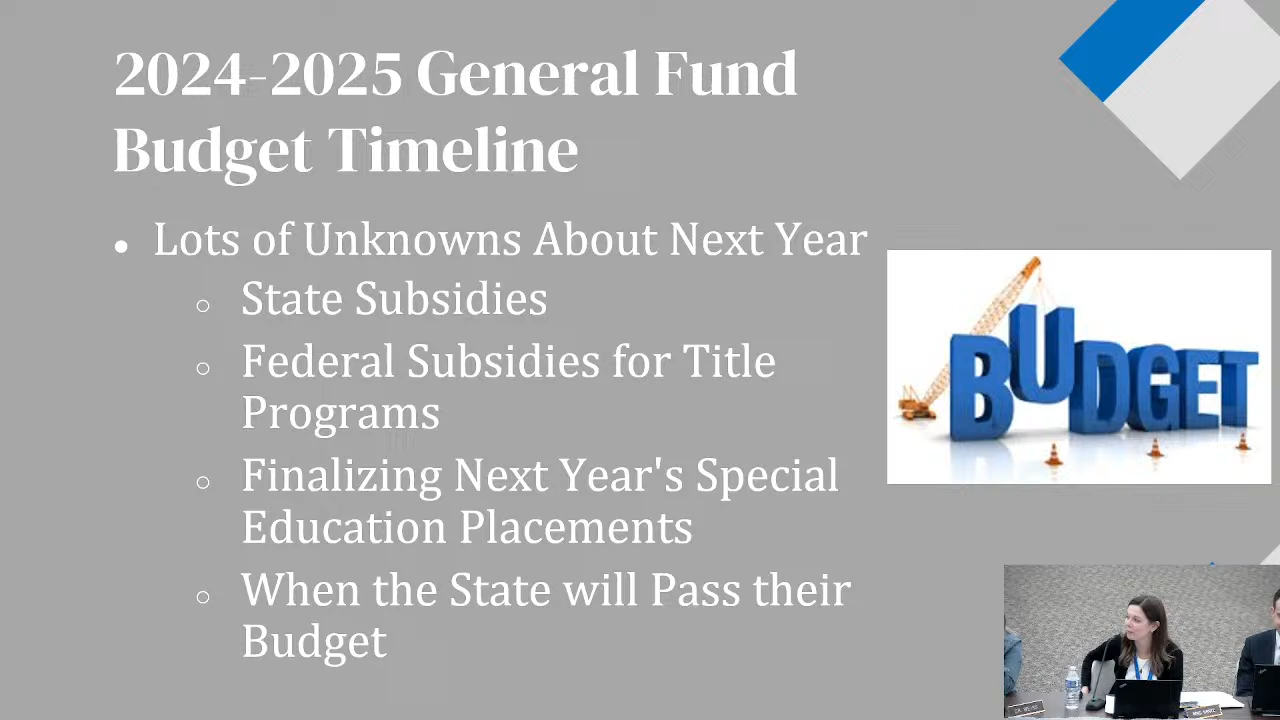 2024-2025 General Fund
Budget Timeline
• Lots of Unknowns About Next Year
○ State Subsidies
○ Federal Subsidies for Title
Programs
○ Finalizing Next Year's Special
Education Placements
○ When the State will Pass their
Budget
BUDGET